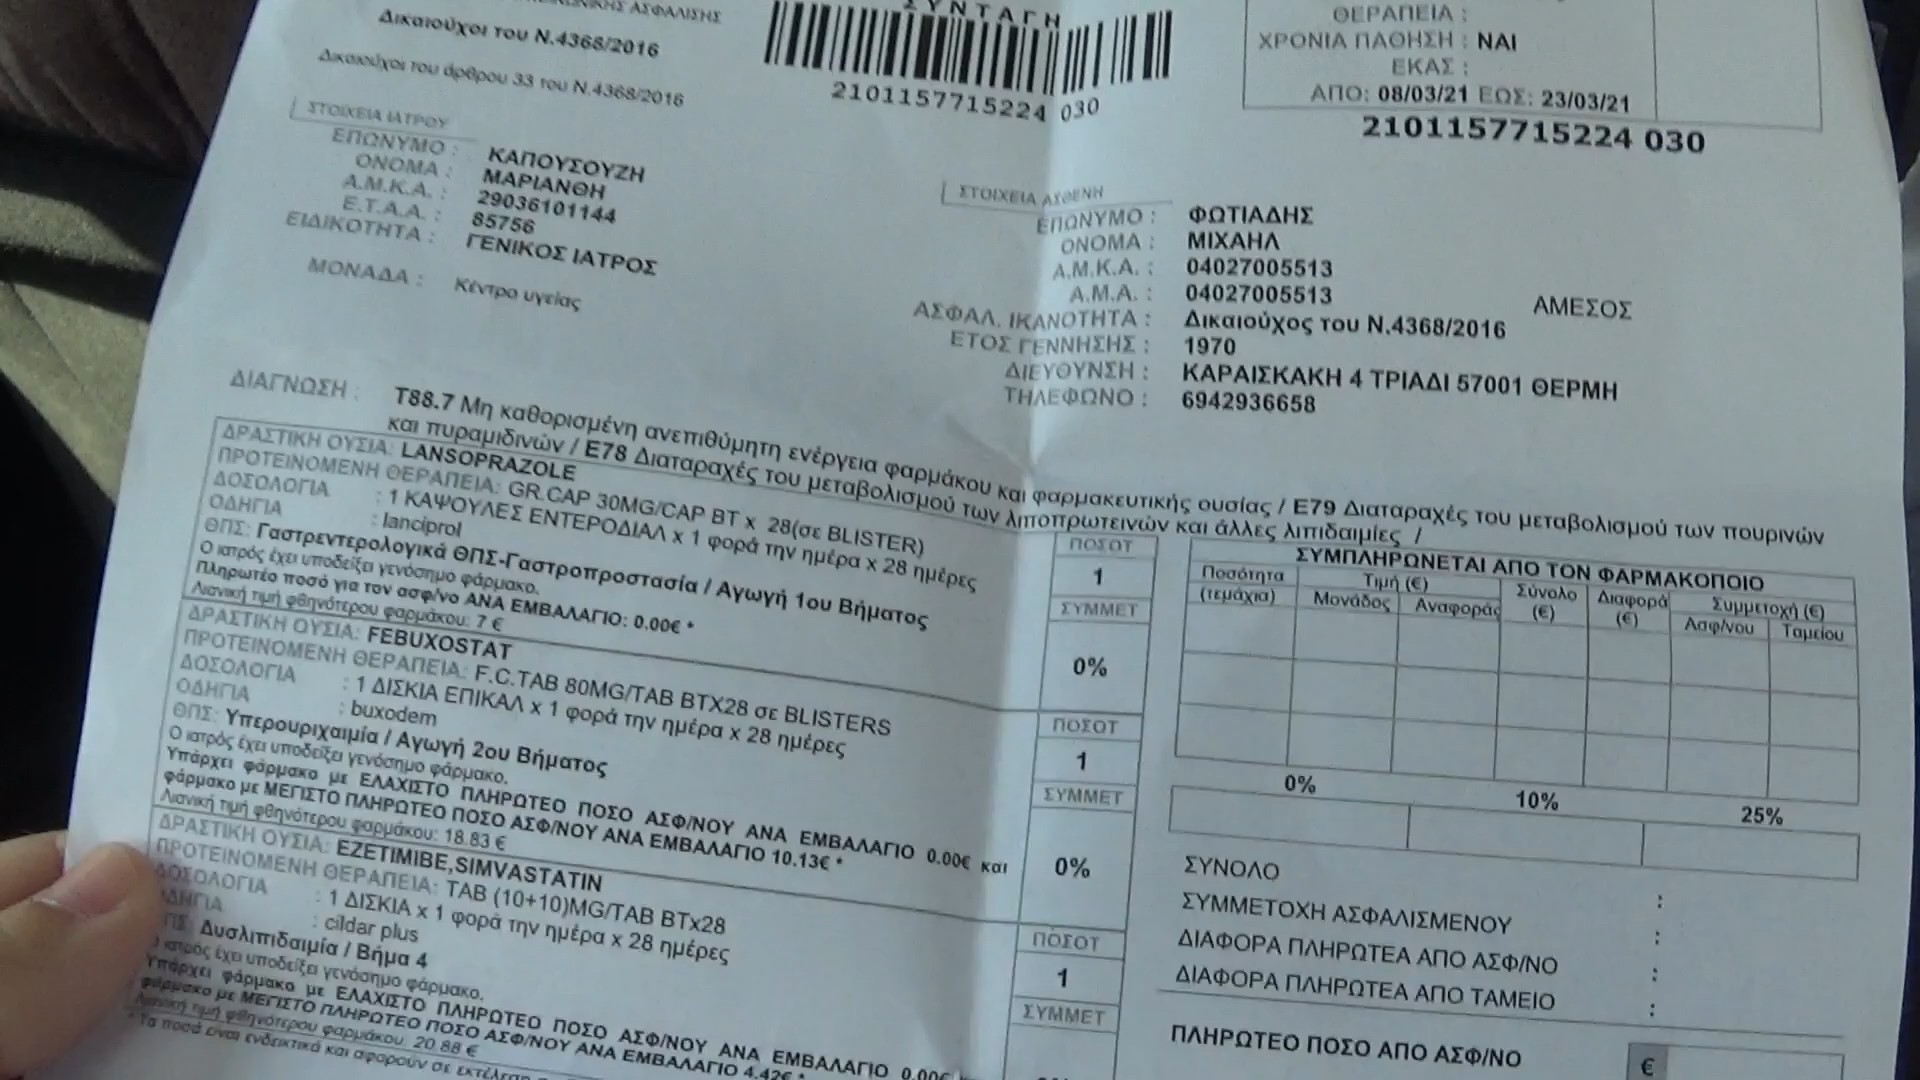 ΑΣΦΑΛΙΣΗΣ
Δικαιούχοι του Ν.4368/2016
Δικαιούχοι του άρθρου 33 του Ν.4368/2016
ΣΥΝΤΑΓΗ
2101157715224 030
ΘΕΡΑΠΕΙΑ :
ΧΡΟΝΙΑ ΠΑΘΗΣΗ : ΝΑΙ
ΕΚΑΣ :
ΑΠΟ: 08/03/21 ΕΩΣ: 23/03/21
2101157715224 030
ΣΤΟΙΧΕΙΑ ΙΑΤΡΟΥ
ΕΠΩΝΥΜΟ : ΚΑΠΟΥΣΟΥΖΗ
ΟΝΟΜΑ : ΜΑΡΙΑΝΘΗ
Α.Μ.Κ.Α. : 29036101144
Ε.Τ.Α.Α. : 85756
ΕΙΔΙΚΟΤΗΤΑ : ΓΕΝΙΚΟΣ ΙΑΤΡΟΣ
ΜΟΝΑΔΑ : Κέντρο υγείας
ΣΤΟΙΧΕΙΑ ΑΣΘΕΝΗ
ΕΠΩΝΥΜΟ : ΦΩΤΙΑΔΗΣ
ΟΝΟΜΑ : ΜΙΧΑΗΛ
Α.Μ.Κ.Α. : 04027005513
Α.Μ.Α. : 04027005513 ΑΜΕΣΟΣ
ΑΣΦΑΛ. ΙΚΑΝΟΤΗΤΑ : Δικαιούχος του Ν.4368/2016
ΕΤΟΣ ΓΕΝΝΗΣΗΣ : 1970
ΔΙΕΥΘΥΝΣΗ : ΚΑΡΑΙΣΚΑΚΗ 4 ΤΡΙΑΔΙ 57001 ΘΕΡΜΗ
ΤΗΛΕΦΩΝΟ : 6942936658
ΔΙΑΓΝΩΣΗ : T88.7 Μη καθορισμένη ανεπιθύμητη ενέργεια φαρμάκου και φαρμακευτικής ουσίας / E79 Διαταραχές του μεταβολισμού των πουρινών
και πυραμιδινών / E78 Διαταραχές του μεταβολισμού των λιποπρωτεινών και άλλες λιπιδαιμίες /
ΔΡΑΣΤΙΚΗ ΟΥΣΙΑ: LANSOPRAZOLE
ΠΡΟΤΕΙΝΟΜΕΝΗ ΘΕΡΑΠΕΙΑ: GR.CAP 30MG/CAP BT x 28(σε BLISTER)
ΔΟΣΟΛΟΓΙΑ : 1 ΚΑΨΟΥΛΕΣ ΕΝΤΕΡΟΔΙΑΛ x 1 φορά την ημέρα x 28 ημέρες
ΟΔΗΓΙΑ : lanciprol
ΘΠΣ: Γαστρεντερολογικά ΘΠΣ-Γαστροπροστασία / Αγωγή 1ου Βήματος
Ο ιατρός έχει υποδείξει γενόσημο φάρμακο.
Πληρωτέο ποσό για τον ασφ/νο ΑΝΑ ΕΜΒΑΛΑΓΙΟ: 0.00€ *
Λιανική τιμή φθηνότερου φαρμάκου: 7 €
ΠΟΣΟΤ
1
ΣΥΜΜΕΤ
0%
ΔΡΑΣΤΙΚΗ ΟΥΣΙΑ: FEBUXOSTAT
ΠΡΟΤΕΙΝΟΜΕΝΗ ΘΕΡΑΠΕΙΑ: F.C.TAB 80MG/TAB BTX28 σε BLISTERS
ΔΟΣΟΛΟΓΙΑ : 1 ΔΙΣΚΙΑ ΕΠΙΚΑΛ x 1 φορά την ημέρα x 28 ημέρες
ΟΔΗΓΙΑ : buxodem
ΘΠΣ: Υπερουριχαιμία / Αγωγή 2ου Βήματος
Ο ιατρός έχει υποδείξει γενόσημο φάρμακο.
Υπάρχει φάρμακο με ΕΛΑΧΙΣΤΟ ΠΛΗΡΩΤΕΟ ΠΟΣΟ ΑΣΦ/ΝΟΥ ΑΝΑ ΕΜΒΑΛΑΓΙΟ 0.00€ και
φάρμακο με ΜΕΓΙΣΤΟ ΠΛΗΡΩΤΕΟ ΠΟΣΟ ΑΣΦ/ΝΟΥ ΑΝΑ ΕΜΒΑΛΑΓΙΟ 10.13€ *
Λιανική τιμή φθηνότερου φαρμάκου: 18.83 €
ΠΟΣΟΤ
1
ΣΥΜΜΕΤ
0%
ΔΡΑΣΤΙΚΗ ΟΥΣΙΑ: EZETIMIBE,SIMVASTATIN
ΠΡΟΤΕΙΝΟΜΕΝΗ ΘΕΡΑΠΕΙΑ: TAB (10+10)MG/TAB BTx28
ΔΟΣΟΛΟΓΙΑ : 1 ΔΙΣΚΙΑ x 1 φορά την ημέρα x 28 ημέρες
ΟΔΗΓΙΑ : cildar plus
ΘΠΣ: Δυσλιπιδαιμία / Βήμα 4
Ο ιατρός έχει υποδείξει γενόσημο φάρμακο.
Υπάρχει φάρμακο με ΕΛΑΧΙΣΤΟ ΠΛΗΡΩΤΕΟ ΠΟΣΟ ΑΣΦ/ΝΟΥ ΑΝΑ ΕΜΒΑΛΑΓΙΟ 0.00€
φάρμακο με ΜΕΓΙΣΤΟ ΠΛΗΡΩΤΕΟ ΠΟΣΟ ΑΣΦ/ΝΟΥ ΑΝΑ ΕΜΒΑΛΑΓΙΟ 4.42€ *
Λιανική τιμή φθηνότερου φαρμάκου: 20.88 €
* Τα ποσά είναι ενδεικτικά και αφορούν σε
ΠΟΣΟΤ
1
ΣΥΜΜΕΤ
ΣΥΜΠΛΗΡΩΝΕΤΑΙ ΑΠΟ ΤΟΝ ΦΑΡΜΑΚΟΠΟΙΟ
Ποσότητα (τεμάχια) Τιμή (€) Σύνολο (€) Διαφορά (€) Συμμετοχή (€)
Μονάδος Αναφοράς Ασφ/νου Ταμείου
0% 10% 25%
ΣΥΝΟΛΟ :
ΣΥΜΜΕΤΟΧΗ ΑΣΦΑΛΙΣΜΕΝΟΥ :
ΔΙΑΦΟΡΑ ΠΛΗΡΩΤΕΑ ΑΠΟ ΑΣΦ/ΝΟ :
ΔΙΑΦΟΡΑ ΠΛΗΡΩΤΕΑ ΑΠΟ ΤΑΜΕΙΟ :
ΠΛΗΡΩΤΕΟ ΠΟΣΟ ΑΠΟ ΑΣΦ/ΝΟ €